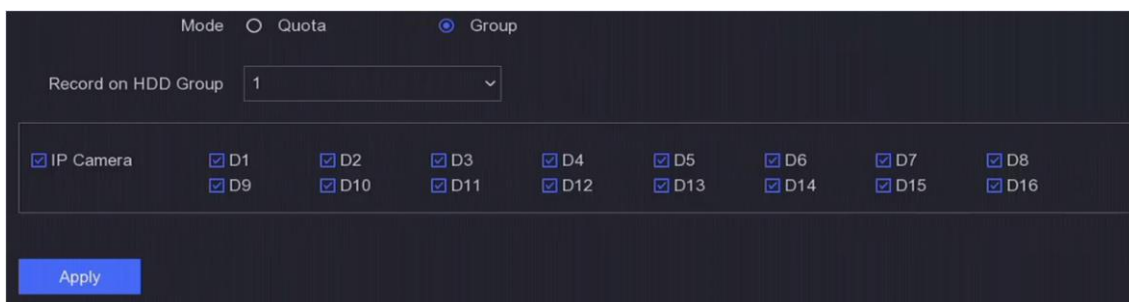 Mode Quota Group
Record on HDD Group 1
IP Camera D1 D2 D3 D4 D5 D6 D7 D8
D9 D10 D11 D12 D13 D14 D15 D16
Apply